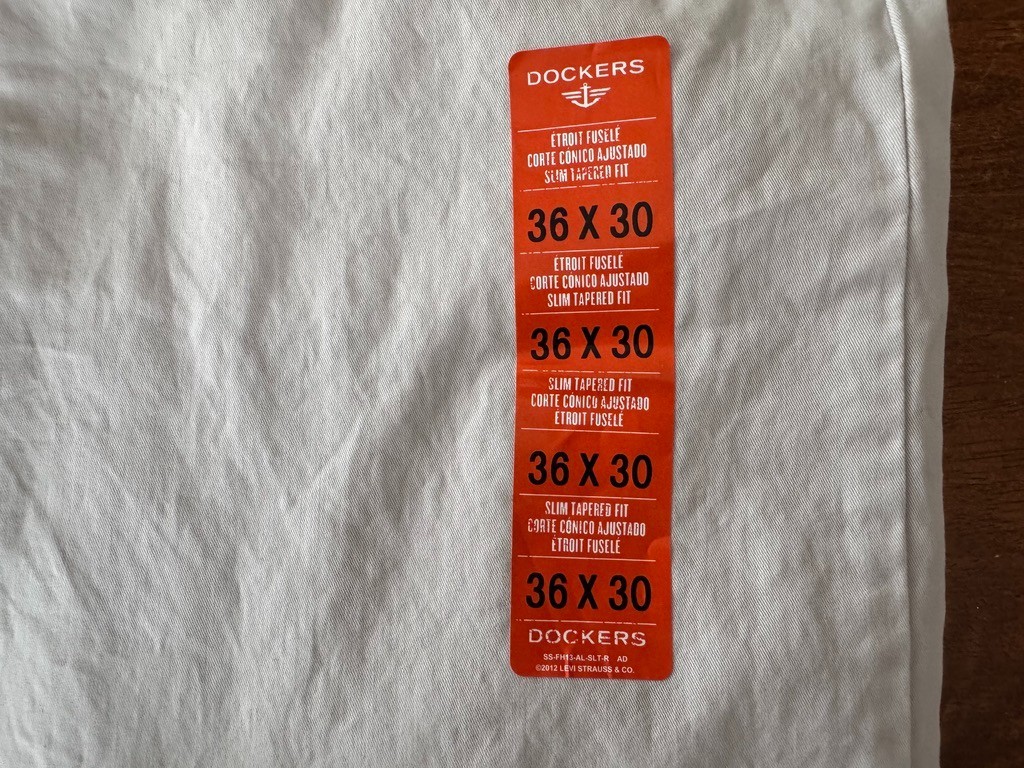 DOCKERS
ÉTROIT FUSELÉ
CORTE CÓNICO AJUSTADO
SLIM TAPERED FIT
36 X 30
ÉTROIT FUSELÉ
CORTE CÓNICO AJUSTADO
SLIM TAPERED FIT
36 X 30
SLIM TAPERED FIT
CORTE CÓNICO AJUSTADO
ÉTROIT FUSELÉ
36 X 30
SLIM TAPERED FIT
CORTE CÓNICO AJUSTADO
ÉTROIT FUSELÉ
36 X 30
DOCKERS
SS-FH13-AL-SLT-R AD
©2012 LEVI STRAUSS & CO.